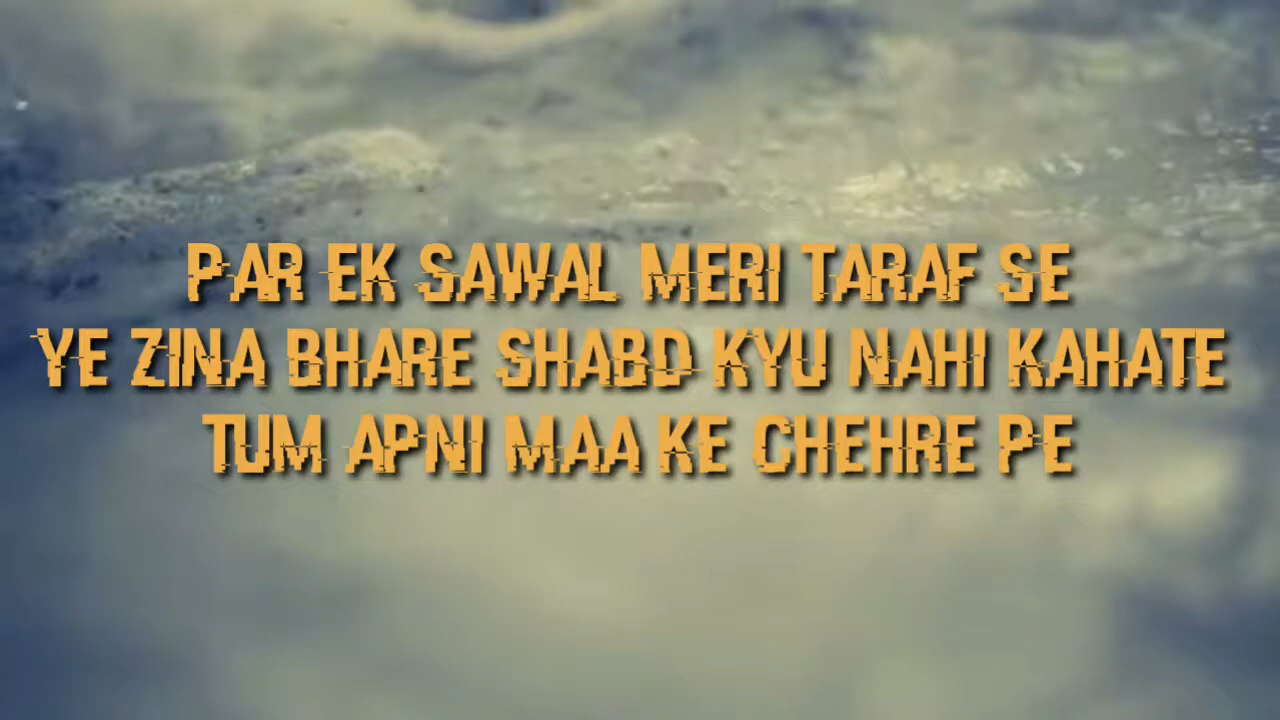 PAR EK SAWAL MERI TARAF SE
YE ZINA BHARE SHABD KYU NAHI KAHATE
TUM APNI MAA KE CHEHRE PE